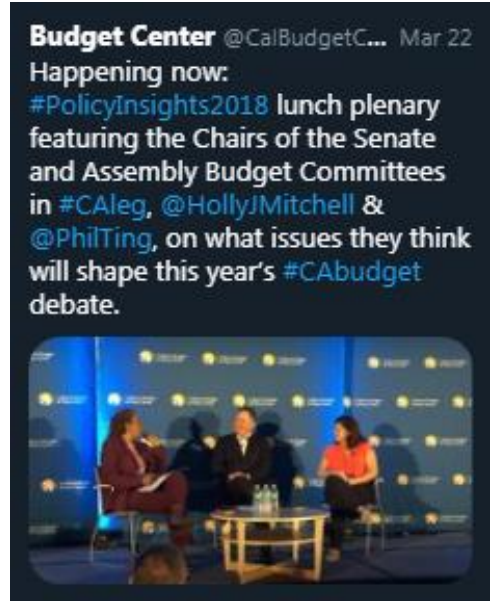 Budget Center @CalBudgetC... Mar 22
Happening now:
#PolicyInsights2018 lunch plenary
featuring the Chairs of the Senate
and Assembly Budget Committees
in #CAleg, @HollyJMitchell &
@PhilTing, on what issues they think
will shape this year's #CAbudget
debate.